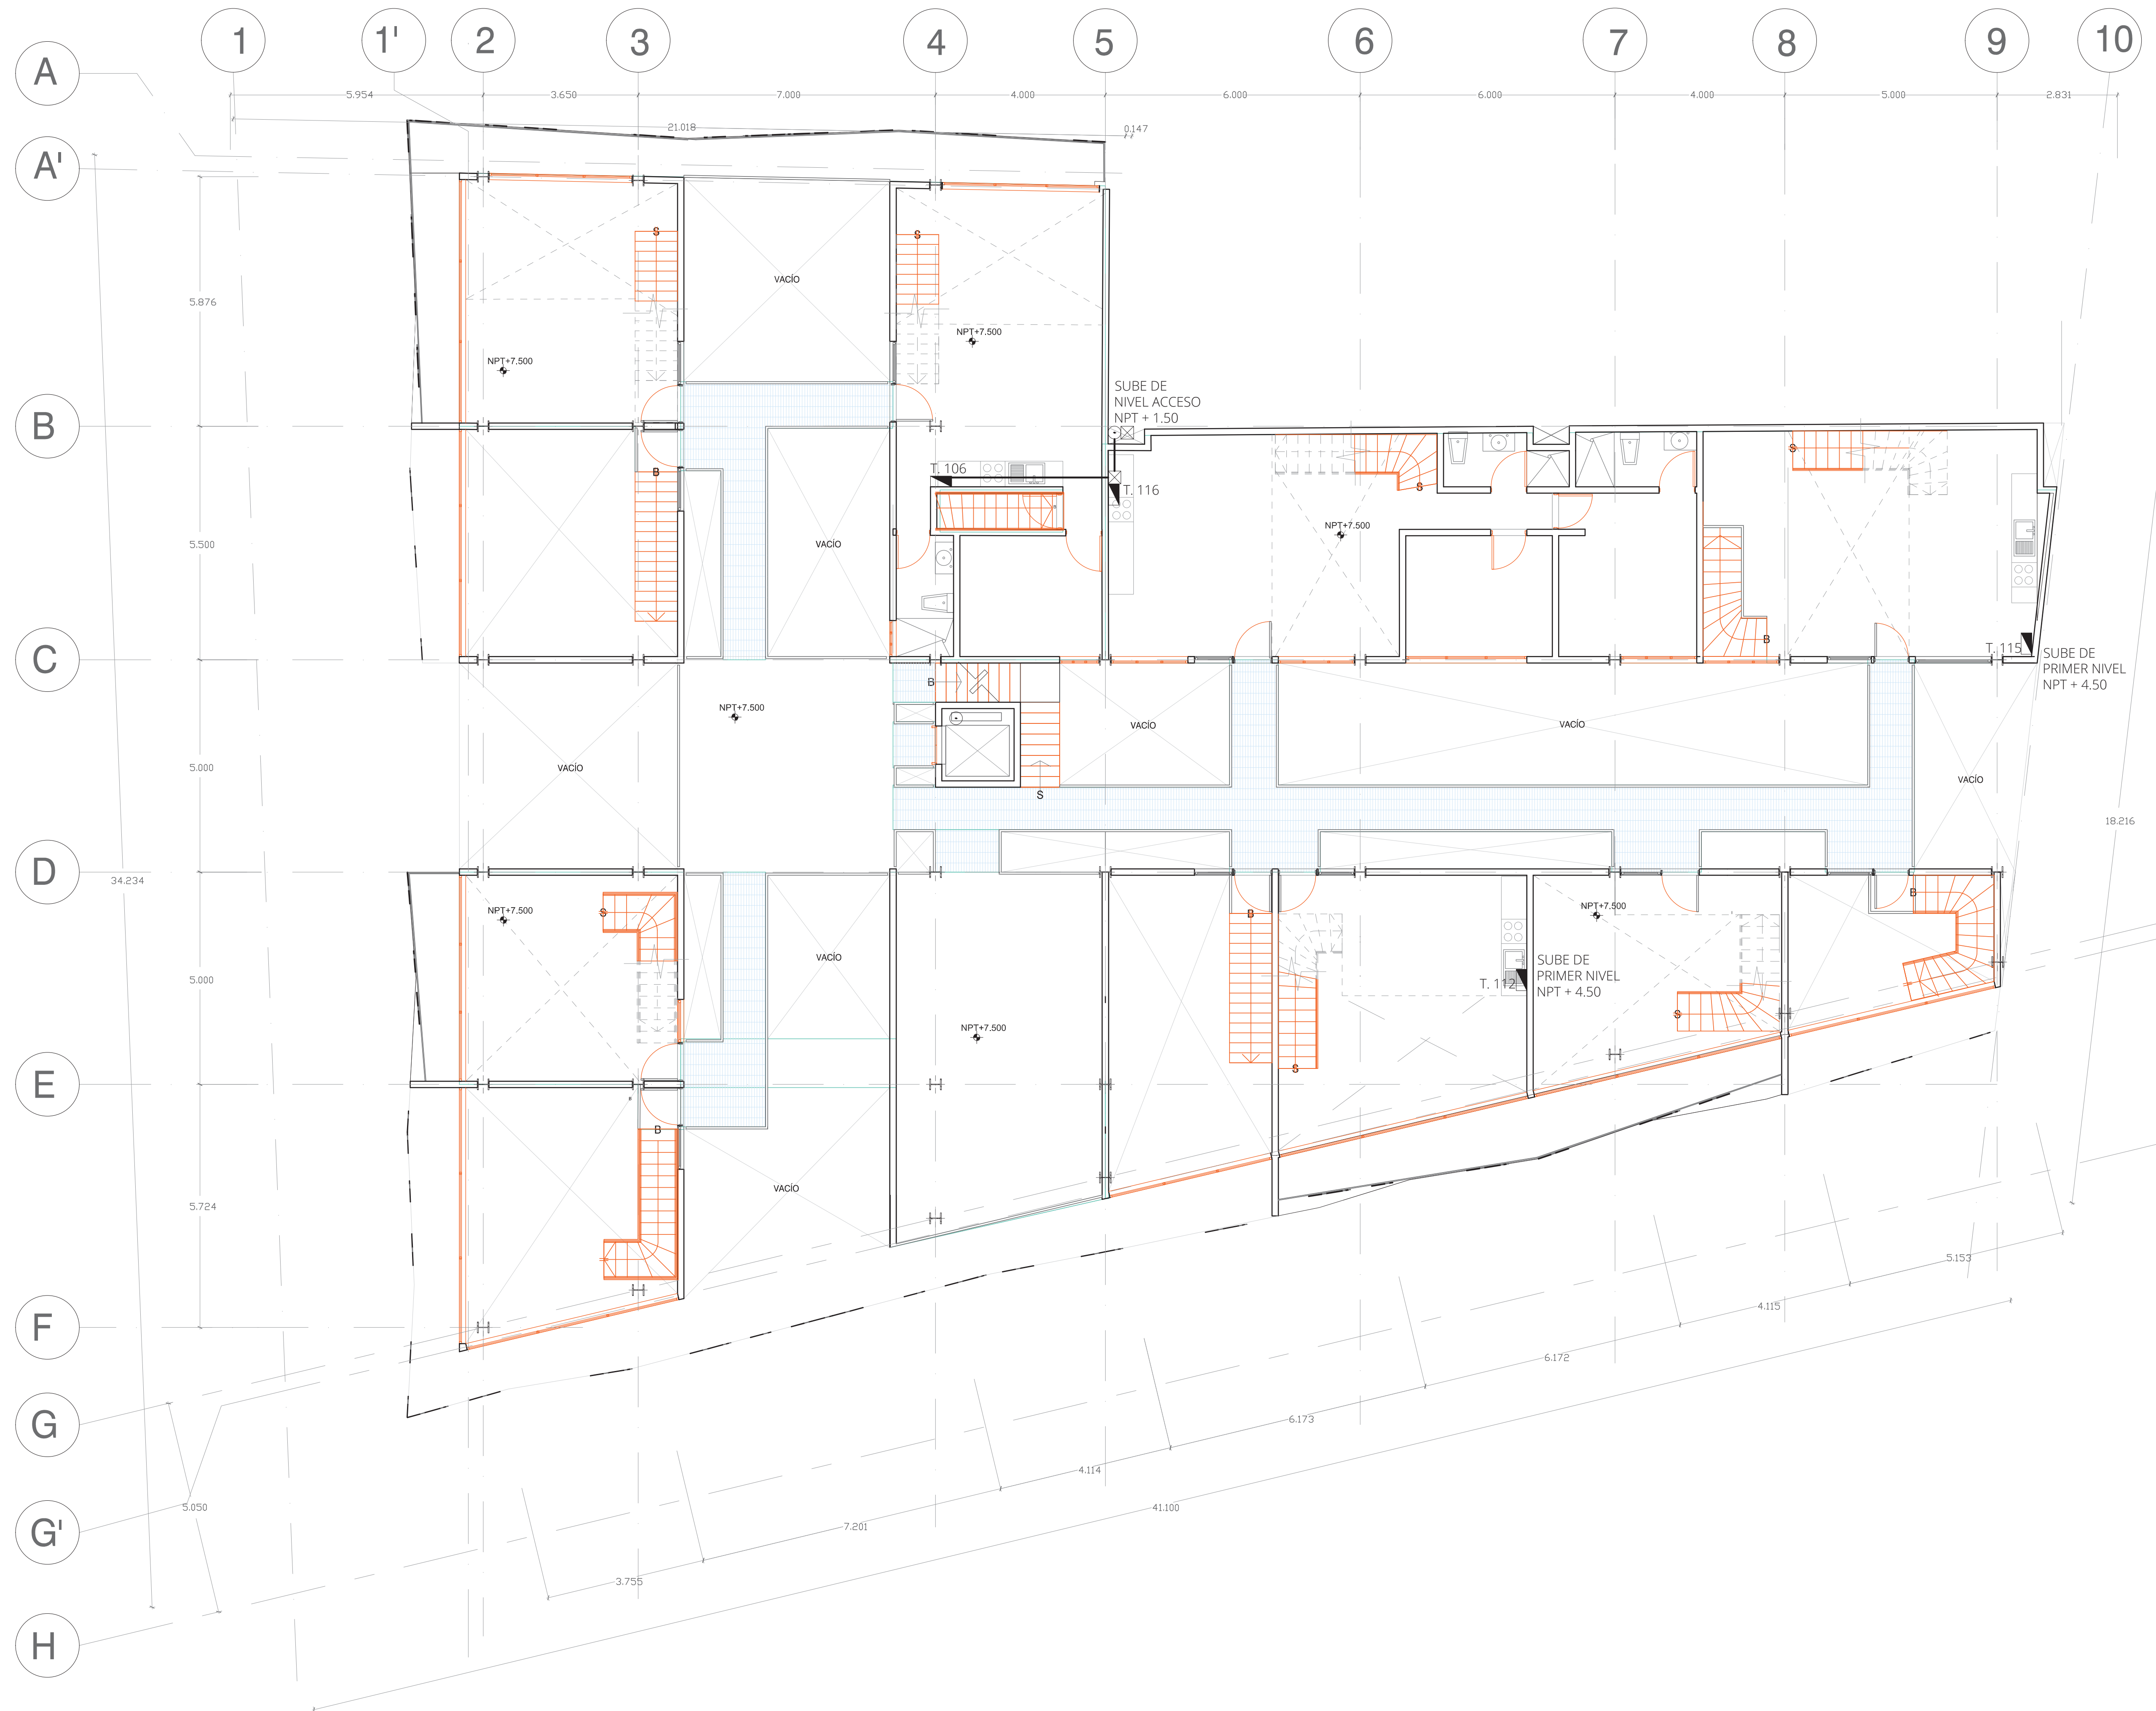 1 1' 2 3 4 5 6 7 8 9 10
A
5.954 3.650 7.000 4.000 6.000 6.000 4.000 5.000 2.831
21.018 0.147
A'
S
S
VACÍO
5.876
NPT+7.500
NPT+7.500
SUBE DE
NIVEL ACCESO
NPT + 1.50
B
S
T. 106
B
T. 116
S
NPT+7.500
5.500
VACÍO
B
T. 115
SUBE DE
PRIMER NIVEL
NPT + 4.50
C
B
NPT+7.500
VACÍO
VACÍO
VACÍO
VACÍO
5.000
S
18.216
D
34.234
B
NPT+7.500
S
B
NPT+7.500
VACÍO
SUBE DE
PRIMER NIVEL
NPT + 4.50
T. 112
5.000
S
NPT+7.500
S
E
B
VACÍO
5.724
5.153
4.115
F
6.172
G
6.173
4.114
5.050
41.100
7.201
G'
3.755
H